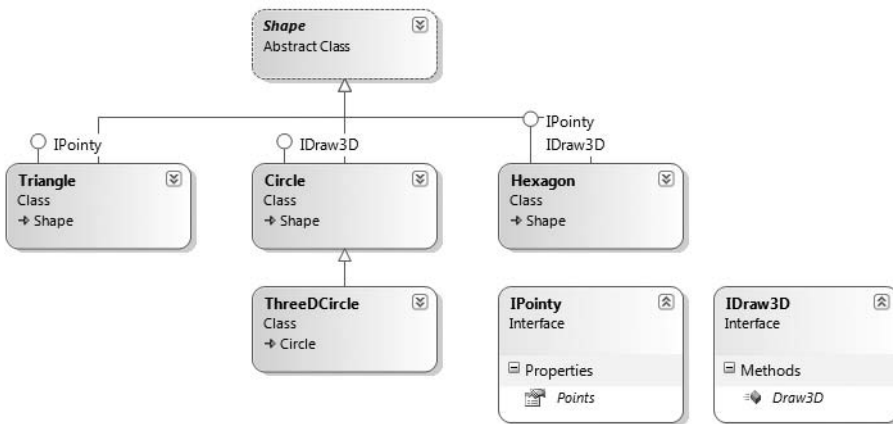 Shape
Abstract Class
IPointy
IDraw3D
IPointy
IDraw3D
Triangle
Class
Shape
Circle
Class
Shape
Hexagon
Class
Shape
ThreeDCircle
Class
Circle
IPointy
Interface
Properties
Points
IDraw3D
Interface
Methods
Draw3D